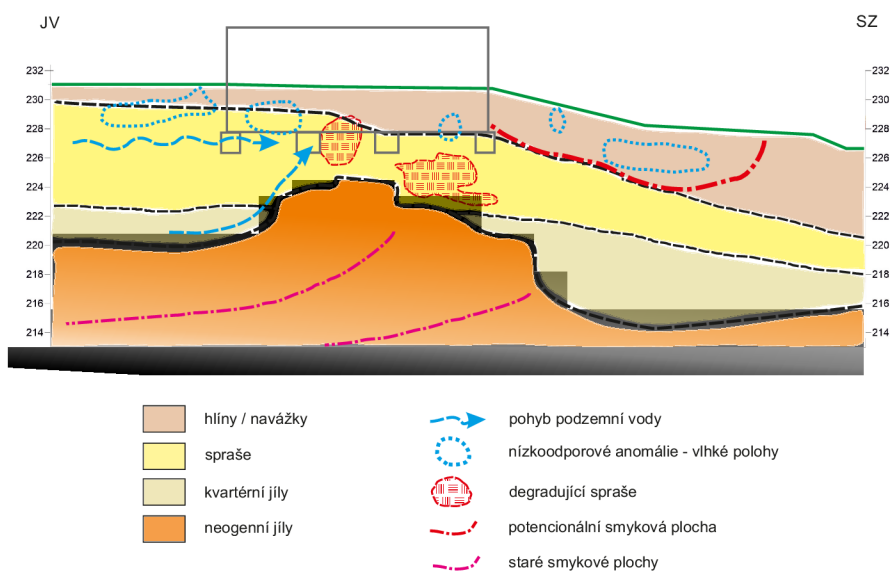 JV
SZ
232
230
228
226
224
222
220
218
216
214
232
230
228
226
224
222
220
218
216
214
hlíny / navážky
spraše
kvartérní jíly
neogenní jíly
pohyb podzemní vody
nízkoodporové anomálie - vlhké polohy
degradující spraše
potencionální smyková plocha
staré smykové plochy